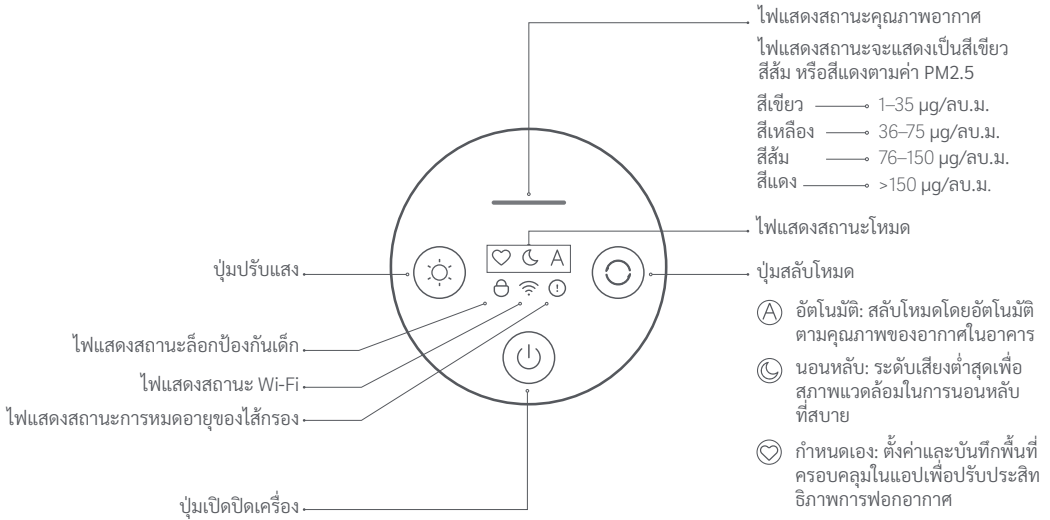 ไฟแสดงสถานะคุณภาพอากาศ
ไฟแสดงสถานะจะแสดงเป็นสีเขียว
สีส้ม หรือสีแดงตามค่า PM2.5
สีเขียว 1–35 µg/ลบ.ม.
สีเหลือง 36–75 µg/ลบ.ม.
สีส้ม 76–150 µg/ลบ.ม.
สีแดง >150 µg/ลบ.ม.
ไฟแสดงสถานะโหมด
ปุ่มสลับโหมด
A อัตโนมัติ: สลับโหมดโดยอัตโนมัติ
ตามคุณภาพของอากาศในอาคาร
นอนหลับ: ระดับเสียงต่ำสุดเพื่อ
สภาพแวดล้อมในการนอนหลับ
ที่สบาย
กำหนดเอง: ตั้งค่าและบันทึกพื้นที่
ครอบคลุมในแอปเพื่อปรับประสิท
ธิภาพการฟอกอากาศ
A
ปุ่มปรับแสง
ไฟแสดงสถานะล็อกป้องกันเด็ก
ไฟแสดงสถานะ Wi-Fi
ไฟแสดงสถานะการหมดอายุของไส้กรอง
ปุ่มเปิดปิดเครื่อง